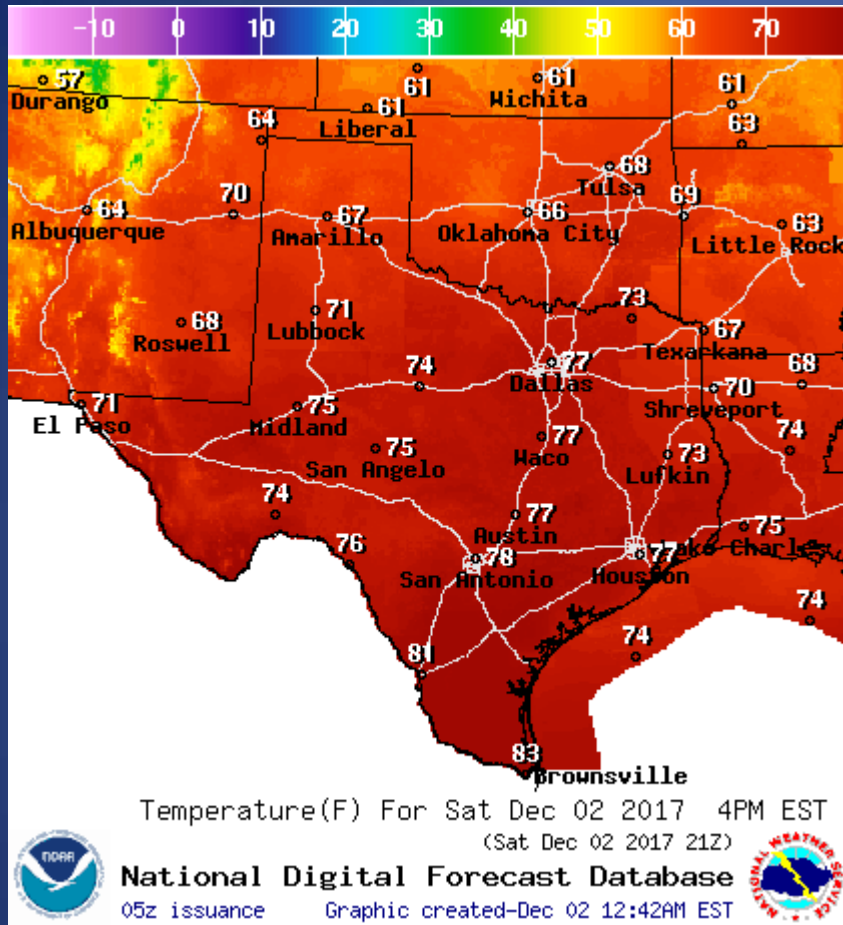 -10 0 10 20 30 40 50 60 70
57
Durango
61
61
Wichita
61
Liberal
61
64
63
68
Tulsa
64
Albuquerque
70
67
Amarillo
66
Oklahoma City
69
63
Little Rock
68
Roswell
71
Lubbock
73
67
Texarkana
77
Dallas
74
68
70
Shreveport
71
El Paso
75
Midland
77
Waco
74
75
San Angelo
73
Lufkin
74
77
Austin
75
Lake Charles
76
78
San Antonio
77
Houston
74
74
81
83
Brownsville
Temperature(F) For Sat Dec 02 2017 4PM EST
(Sat Dec 02 2017 21Z)
NOAA
National Digital Forecast Database
05z issuance Graphic created-Dec 02 12:42AM EST
NATIONAL WEATHER SERVICE